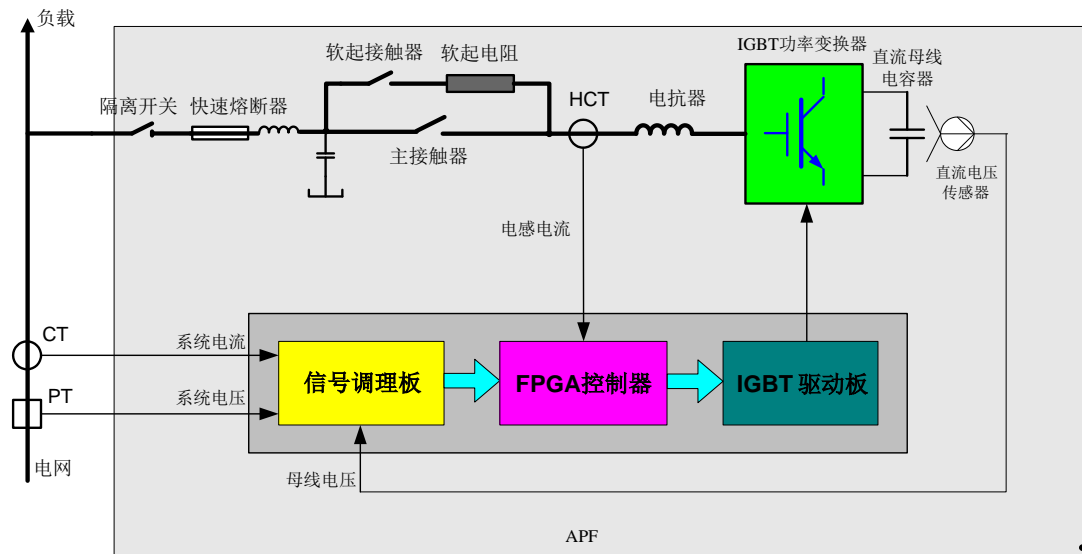 负载
IGBT功率变换器
软起接触器
软起电阻
直流母线
电容器
隔离开关
快速熔断器
HCT
电抗器
主接触器
直流电压
传感器
电感电流
CT
系统电流
信号调理板
FPGA控制器
IGBT 驱动板
PT
系统电压
电网
母线电压
APF